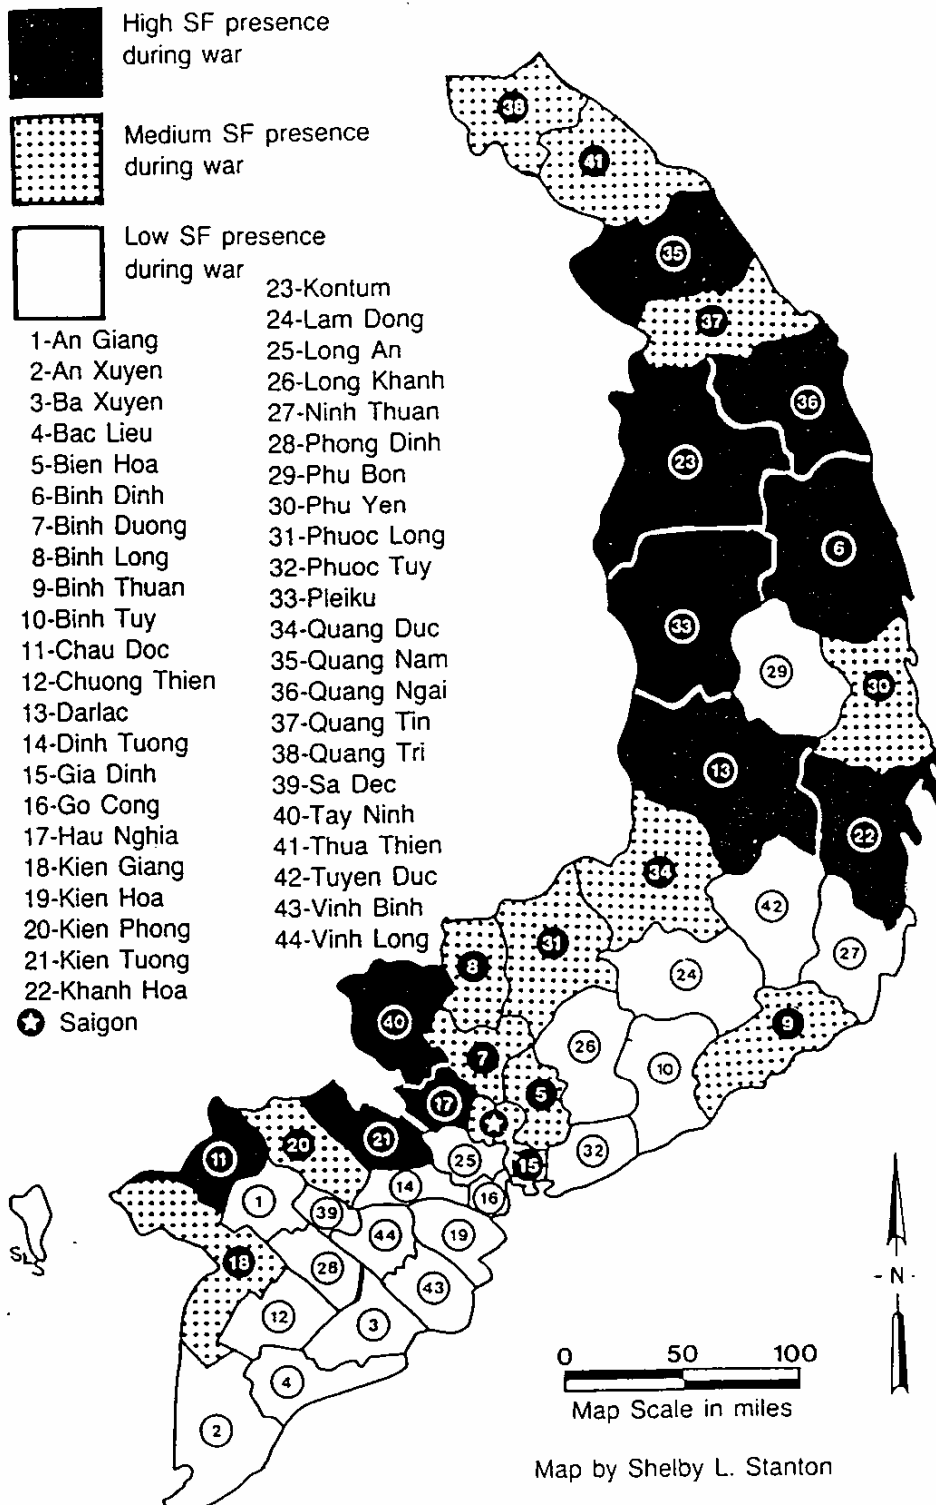 High SF presence
during war
Medium SF presence
during war
Low SF presence
during war
1-An Giang
2-An Xuyen
3-Ba Xuyen
4-Bac Lieu
5-Bien Hoa
6-Binh Dinh
7-Binh Duong
8-Binh Long
9-Binh Thuan
10-Binh Tuy
11-Chau Doc
12-Chuong Thien
13-Darlac
14-Dinh Tuong
15-Gia Dinh
16-Go Cong
17-Hau Nghia
18-Kien Giang
19-Kien Hoa
20-Kien Phong
21-Kien Tuong
22-Khanh Hoa
Saigon
23-Kontum
24-Lam Dong
25-Long An
26-Long Khanh
27-Ninh Thuan
28-Phong Dinh
29-Phu Bon
30-Phu Yen
31-Phuoc Long
32-Phuoc Tuy
33-Pleiku
34-Quang Duc
35-Quang Nam
36-Quang Ngai
37-Quang Tin
38-Quang Tri
39-Sa Dec
40-Tay Ninh
41-Thua Thien
42-Tuyen Duc
43-Vinh Binh
44-Vinh Long
38
41
35
37
36
23
6
33
29
30
13
22
34
42
31
8
27
24
40
9
26
7
10
5
17
21
20
32
11
25
15
14
1
16
39
44
19
18
28
43
12
3
4
2
SLS
N
0 50 100
Map Scale in miles
Map by Shelby L. Stanton